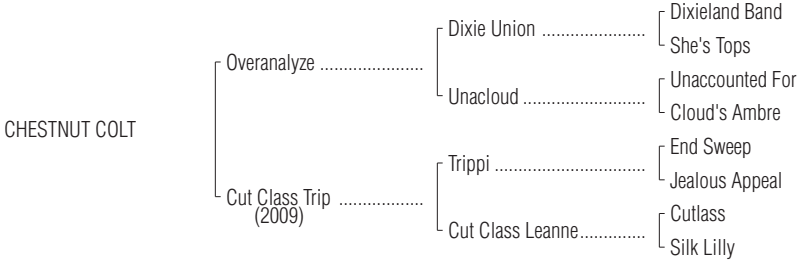 Dixieland Band
Dixie Union ......................
She's Tops
Overanalyze ......................
Unaccounted For
Unacloud ..........................
Cloud's Ambre
CHESTNUT COLT
End Sweep
Trippi ................................
Jealous Appeal
Cut Class Trip ..................
(2009)
Cutlass
Cut Class Leanne..............
Silk Lilly